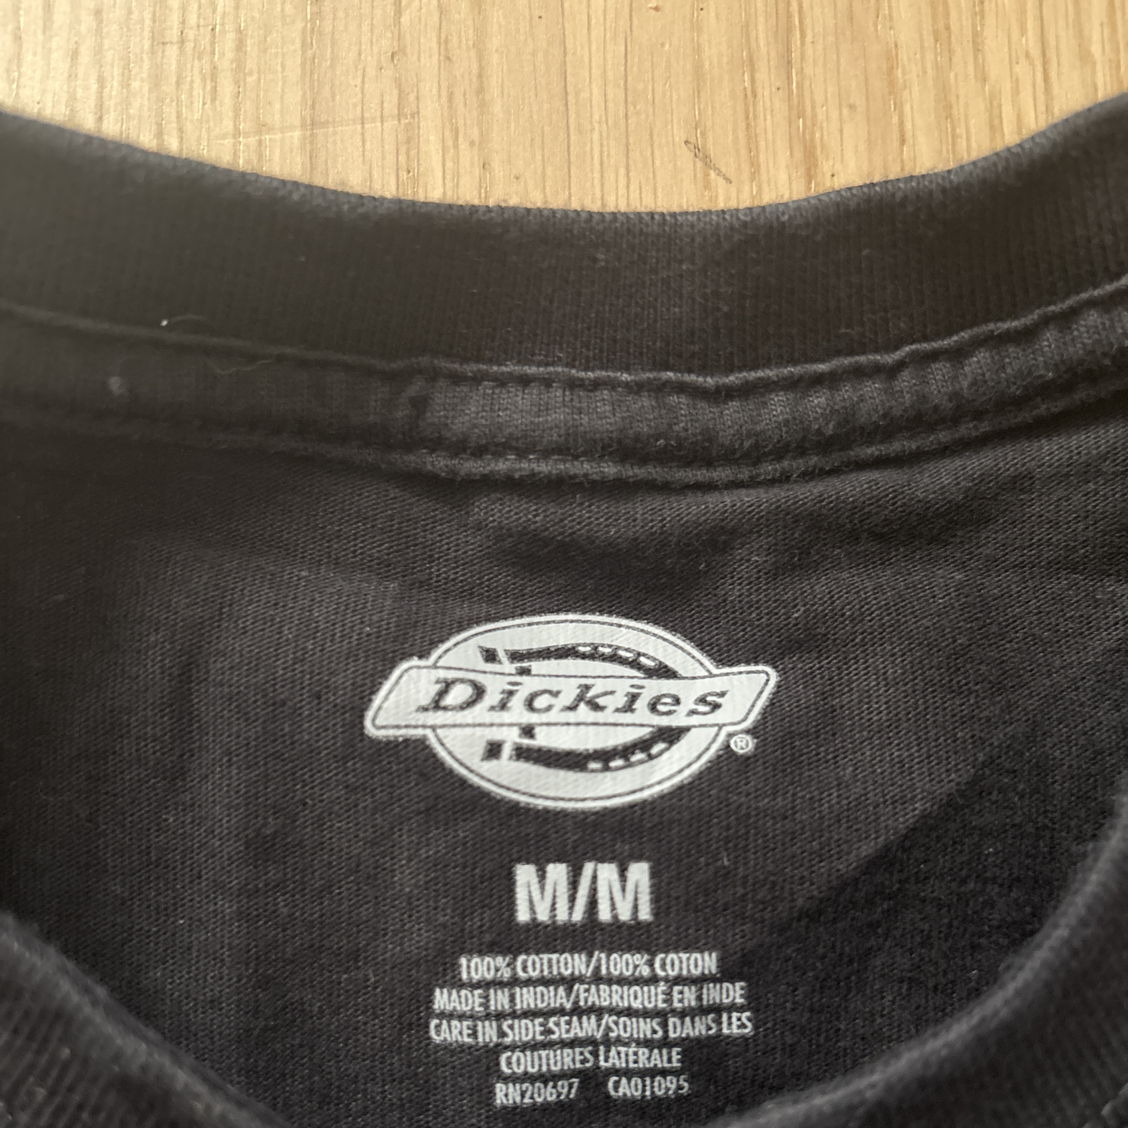 Dickies
®
M/M
100% COTTON/100% COTON
MADE IN INDIA/FABRIQUÉ EN INDE
CARE IN SIDE SEAM/SOINS DANS LES
COUTURES LATÉRALE
RN20697 CA01095